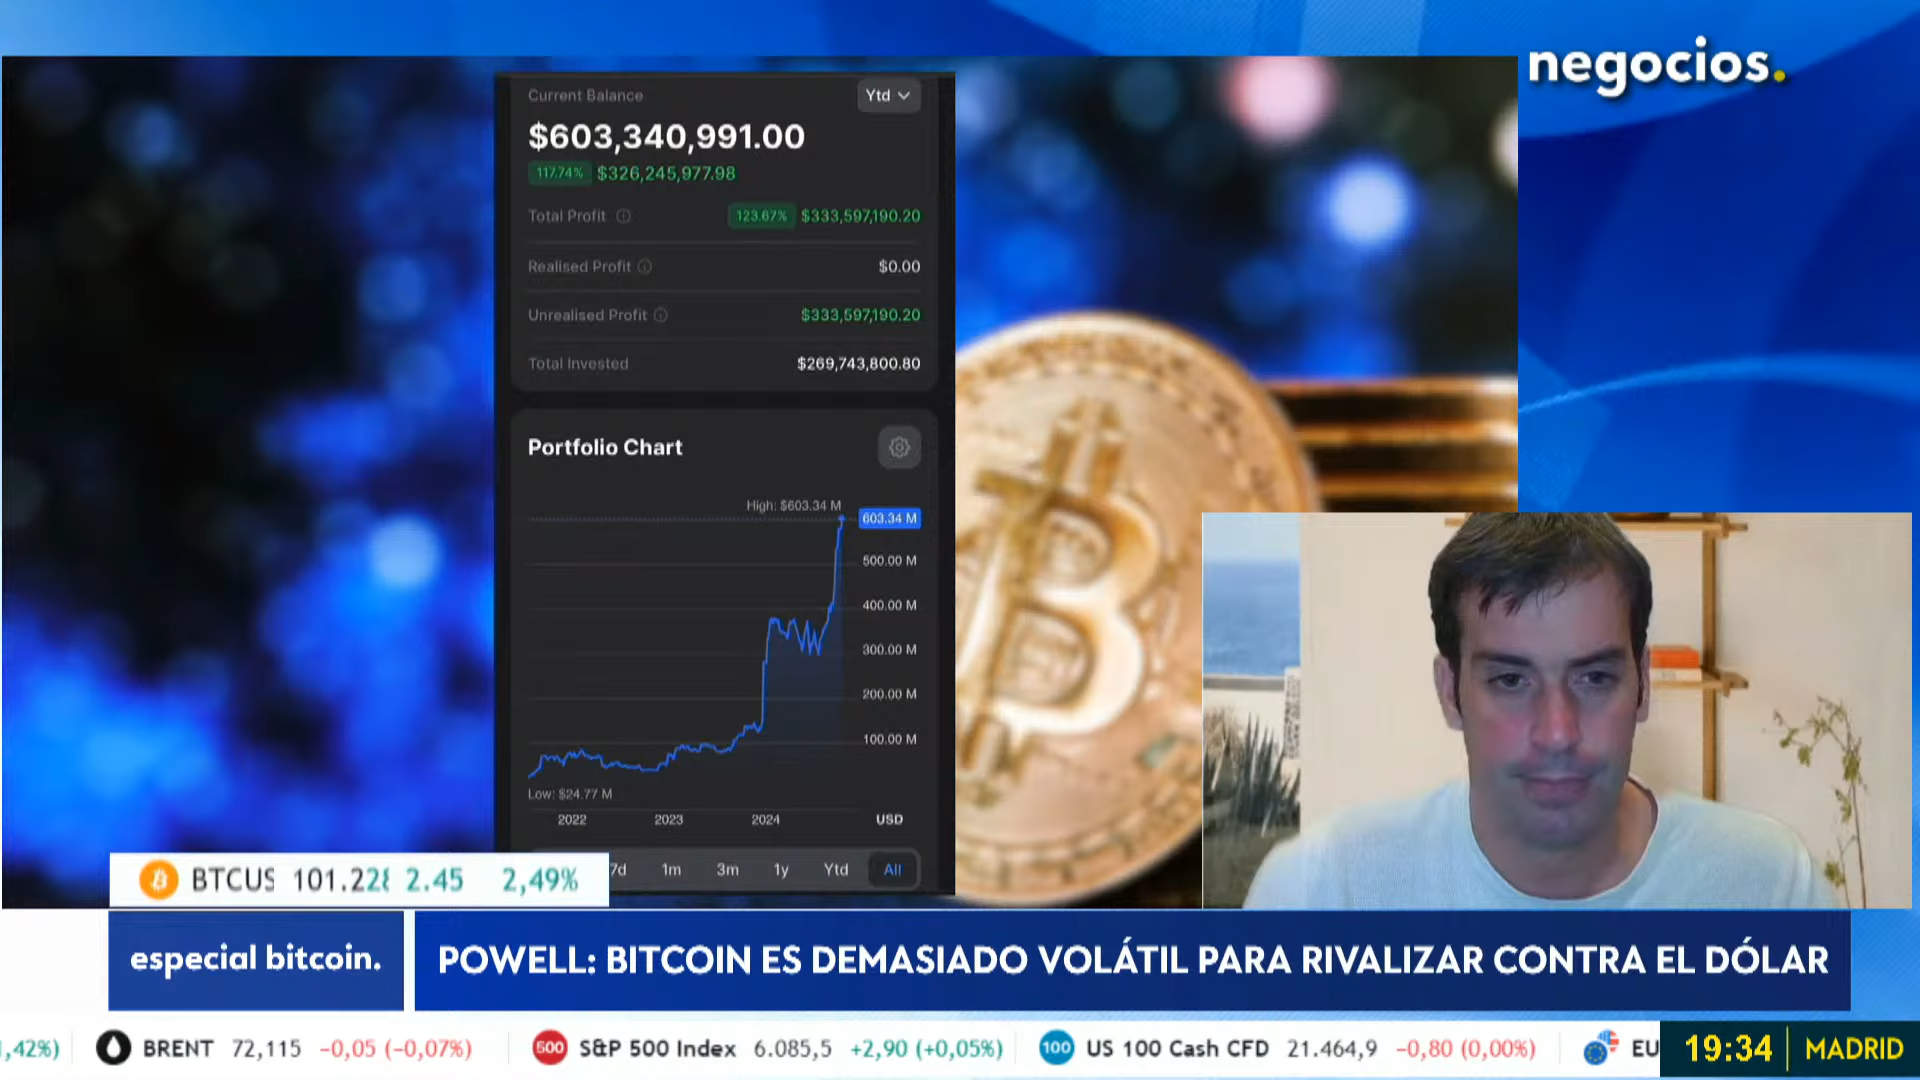 negocios.
Current Balance
Ytd
$603,340,991.00
117.74% $326,245,977.98
Total Profit 123.67% $333,597,190.20
Realised Profit $0.00
Unrealised Profit $333,597,190.20
Total Invested $269,743,800.80
Portfolio Chart
High: $603.34 M
603.34 M
500.00 M
400.00 M
300.00 M
200.00 M
100.00 M
Low: $24.77 M
2022 2023 2024 USD
7d 1m 3m 1y Ytd All
BTCUS 101.228 2.45 2,49%
especial bitcoin.
POWELL: BITCOIN ES DEMASIADO VOLÁTIL PARA RIVALIZAR CONTRA EL DÓLAR
,42%) BRENT 72,115 -0,05 (-0,07%) 500 S&P 500 Index 6.085,5 +2,90 (+0,05%) 100 US 100 Cash CFD 21.464,9 -0,80 (0,00%) EU 19:34 MADRID